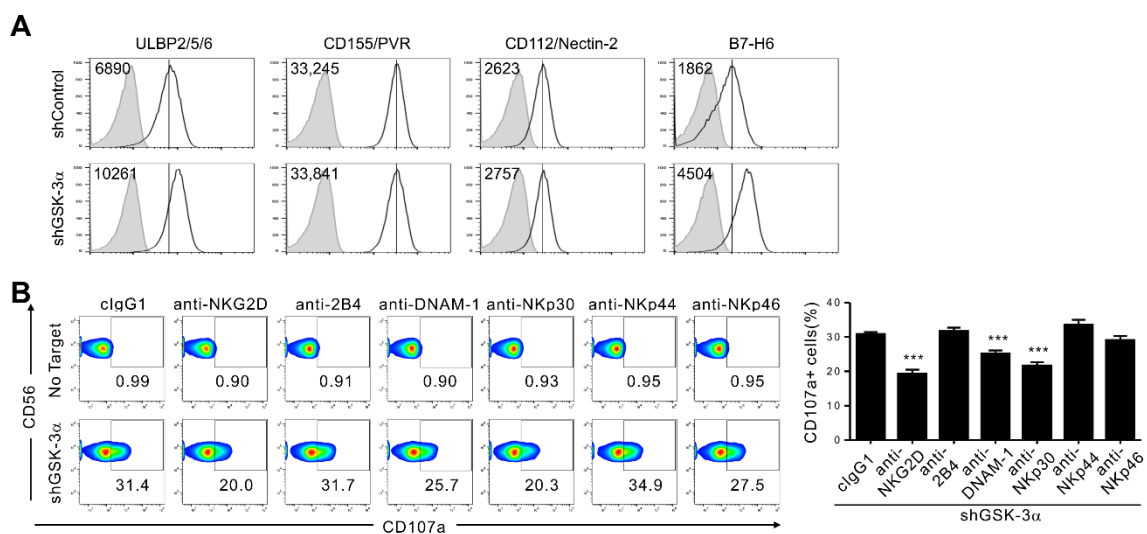 A
ULBP2/5/6 CD155/PVR CD112/Nectin-2 B7-H6
shControl 6890 33,245 2623 1862
shGSK-3α 10261 33,841 2757 4504
B
cIgG1 anti-NKG2D anti-2B4 anti-DNAM-1 anti-NKp30 anti-NKp44 anti-NKp46
No Target 0.99 0.90 0.91 0.90 0.93 0.95 0.95
CD56
shGSK-3α 31.4 20.0 31.7 25.7 20.3 34.9 27.5
CD107a
CD107a+ cells(%)
40
30
20
10
0
*** *** ***
cIgG1
anti-
NKG2D
anti-
2B4
anti-
DNAM-1
anti-
NKp30
anti-
NKp44
anti-
NKp46
shGSK-3α